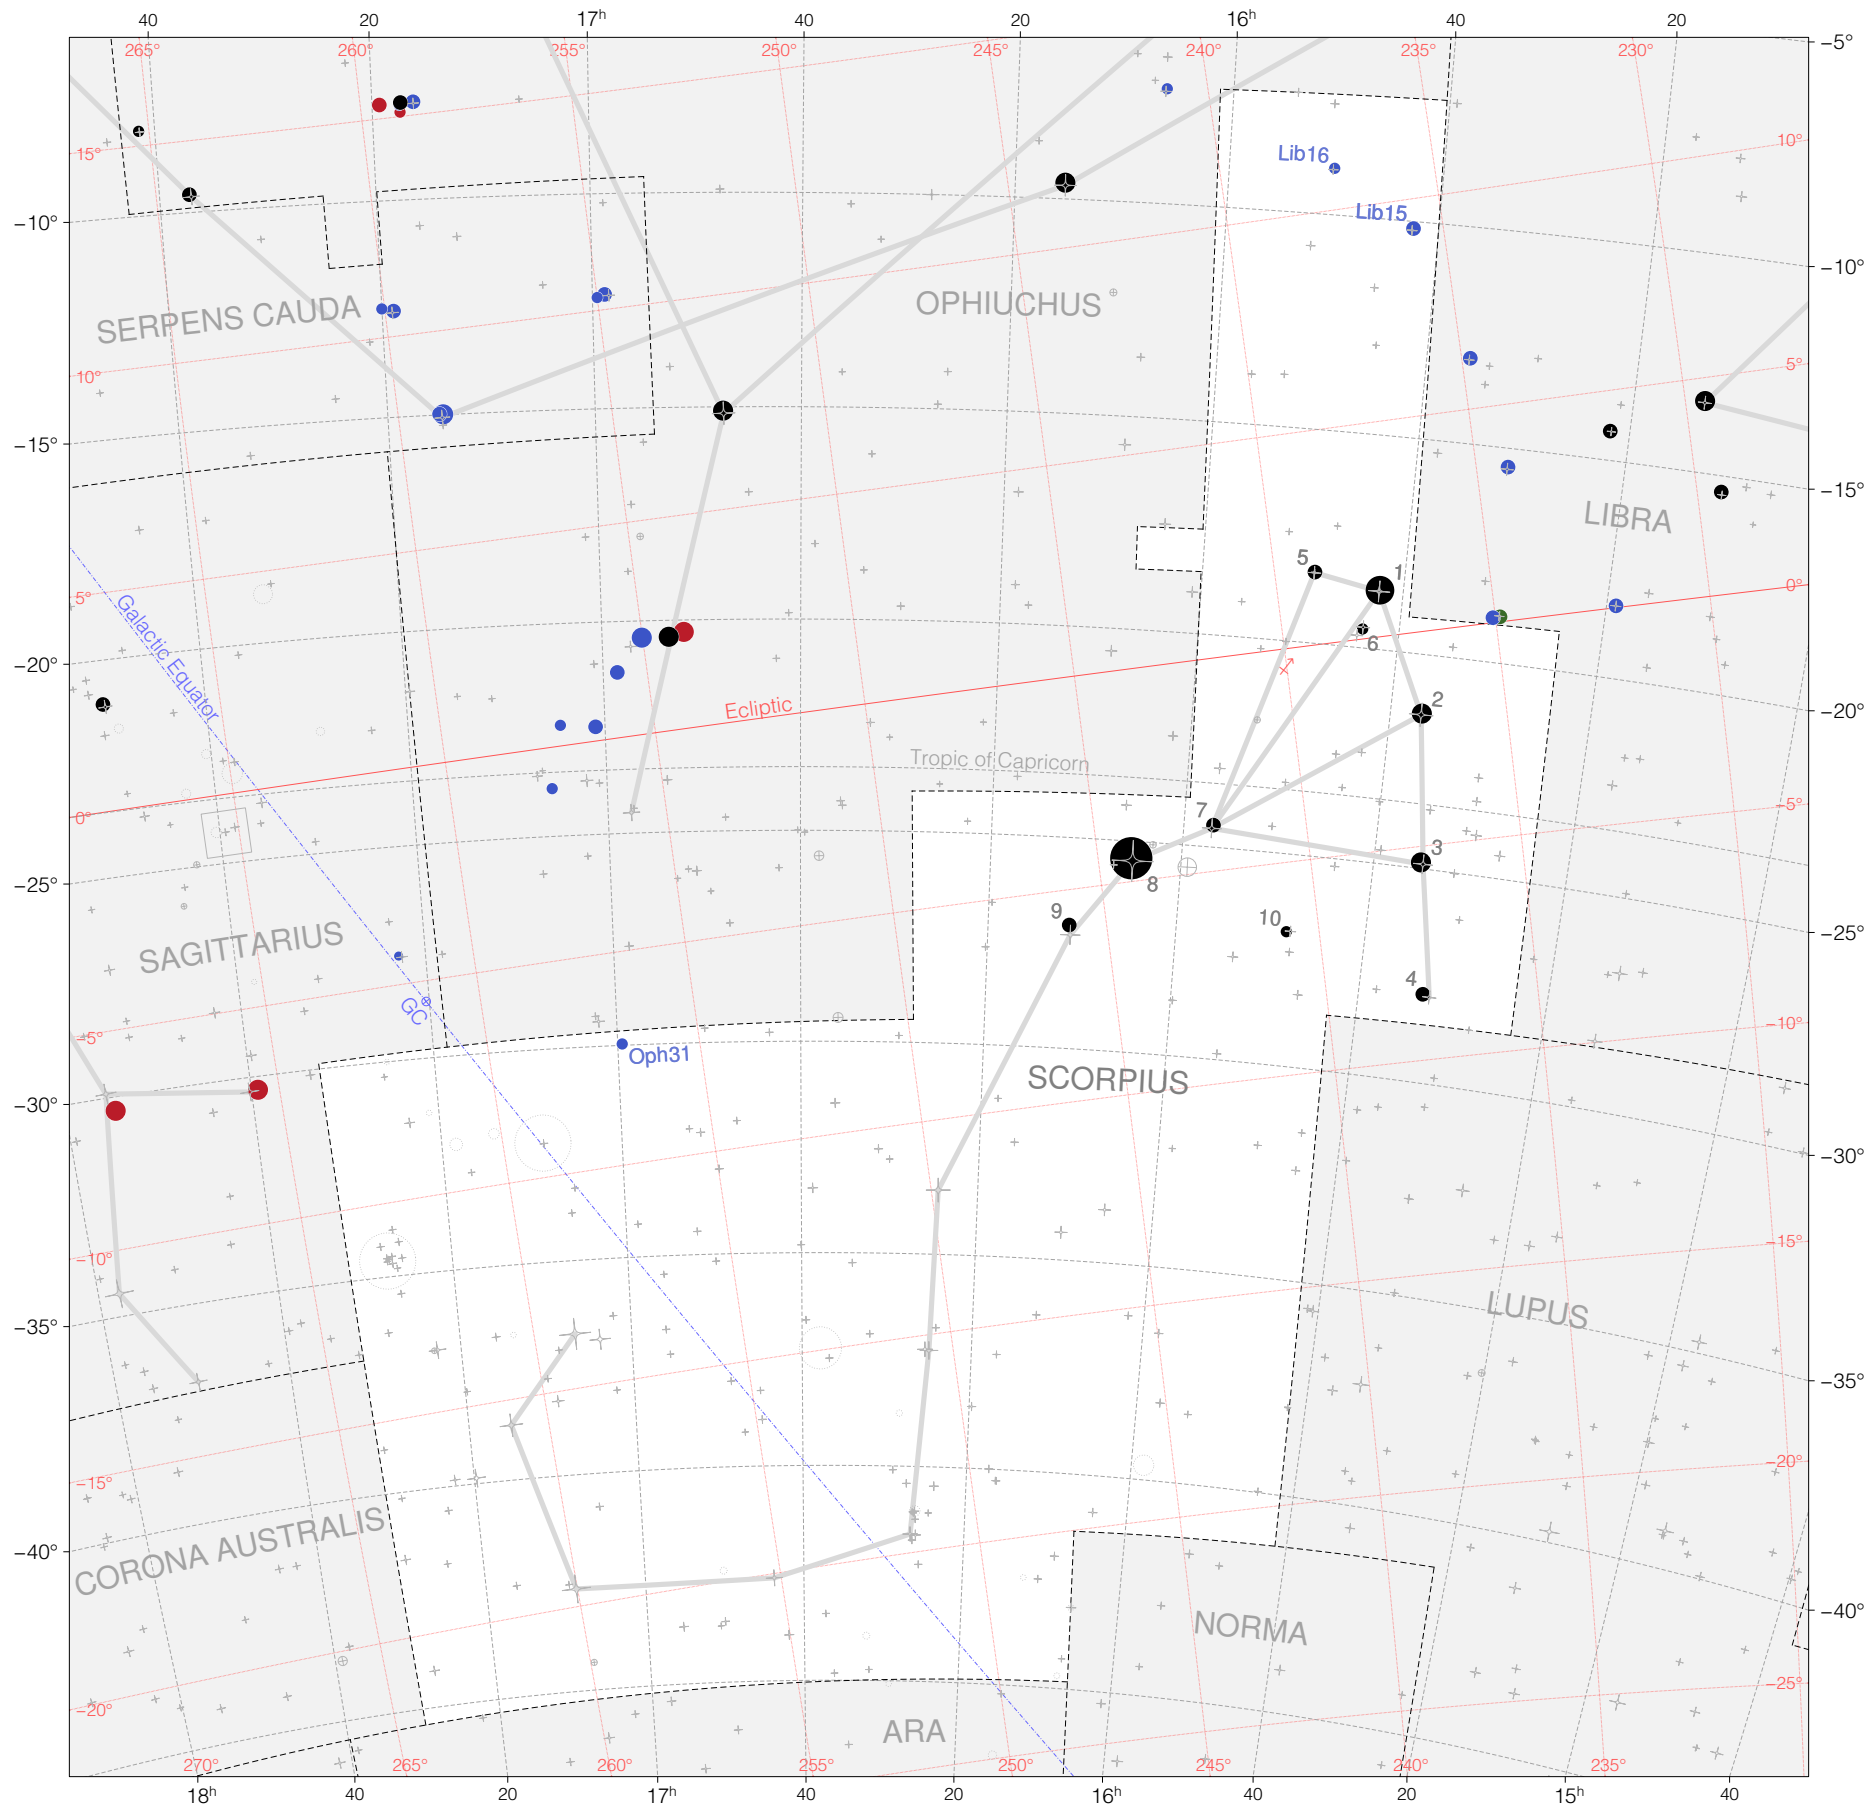 40 20 17h 40 20 16h 40 20
265° 260° 255° 250° 245° 240° 235° 230°
−5°
15° 10°
Lib16
Lib15
−10° −10°
SERPENS CAUDA
OPHIUCHUS
10° 5°
−15° −15°
LIBRA
5 1
5° 0°
Galactic Equator
6
−20° −20°
Ecliptic
2
Tropic of Capricorn
0° −5°
7
3
8
−25° −25°
9 10
SAGITTARIUS
4
GC
−5° −10°
Oph31
SCORPIUS
−30° −30°
−10° −15°
LUPUS
−35° −35°
−15° −20°
CORONA AUSTRALIS
−40° −40°
NORMA
−20° −25°
ARA
270° 265° 260° 255° 250° 245° 240° 235°
18h 40 20 17h 40 20 16h 40 20 15h 40